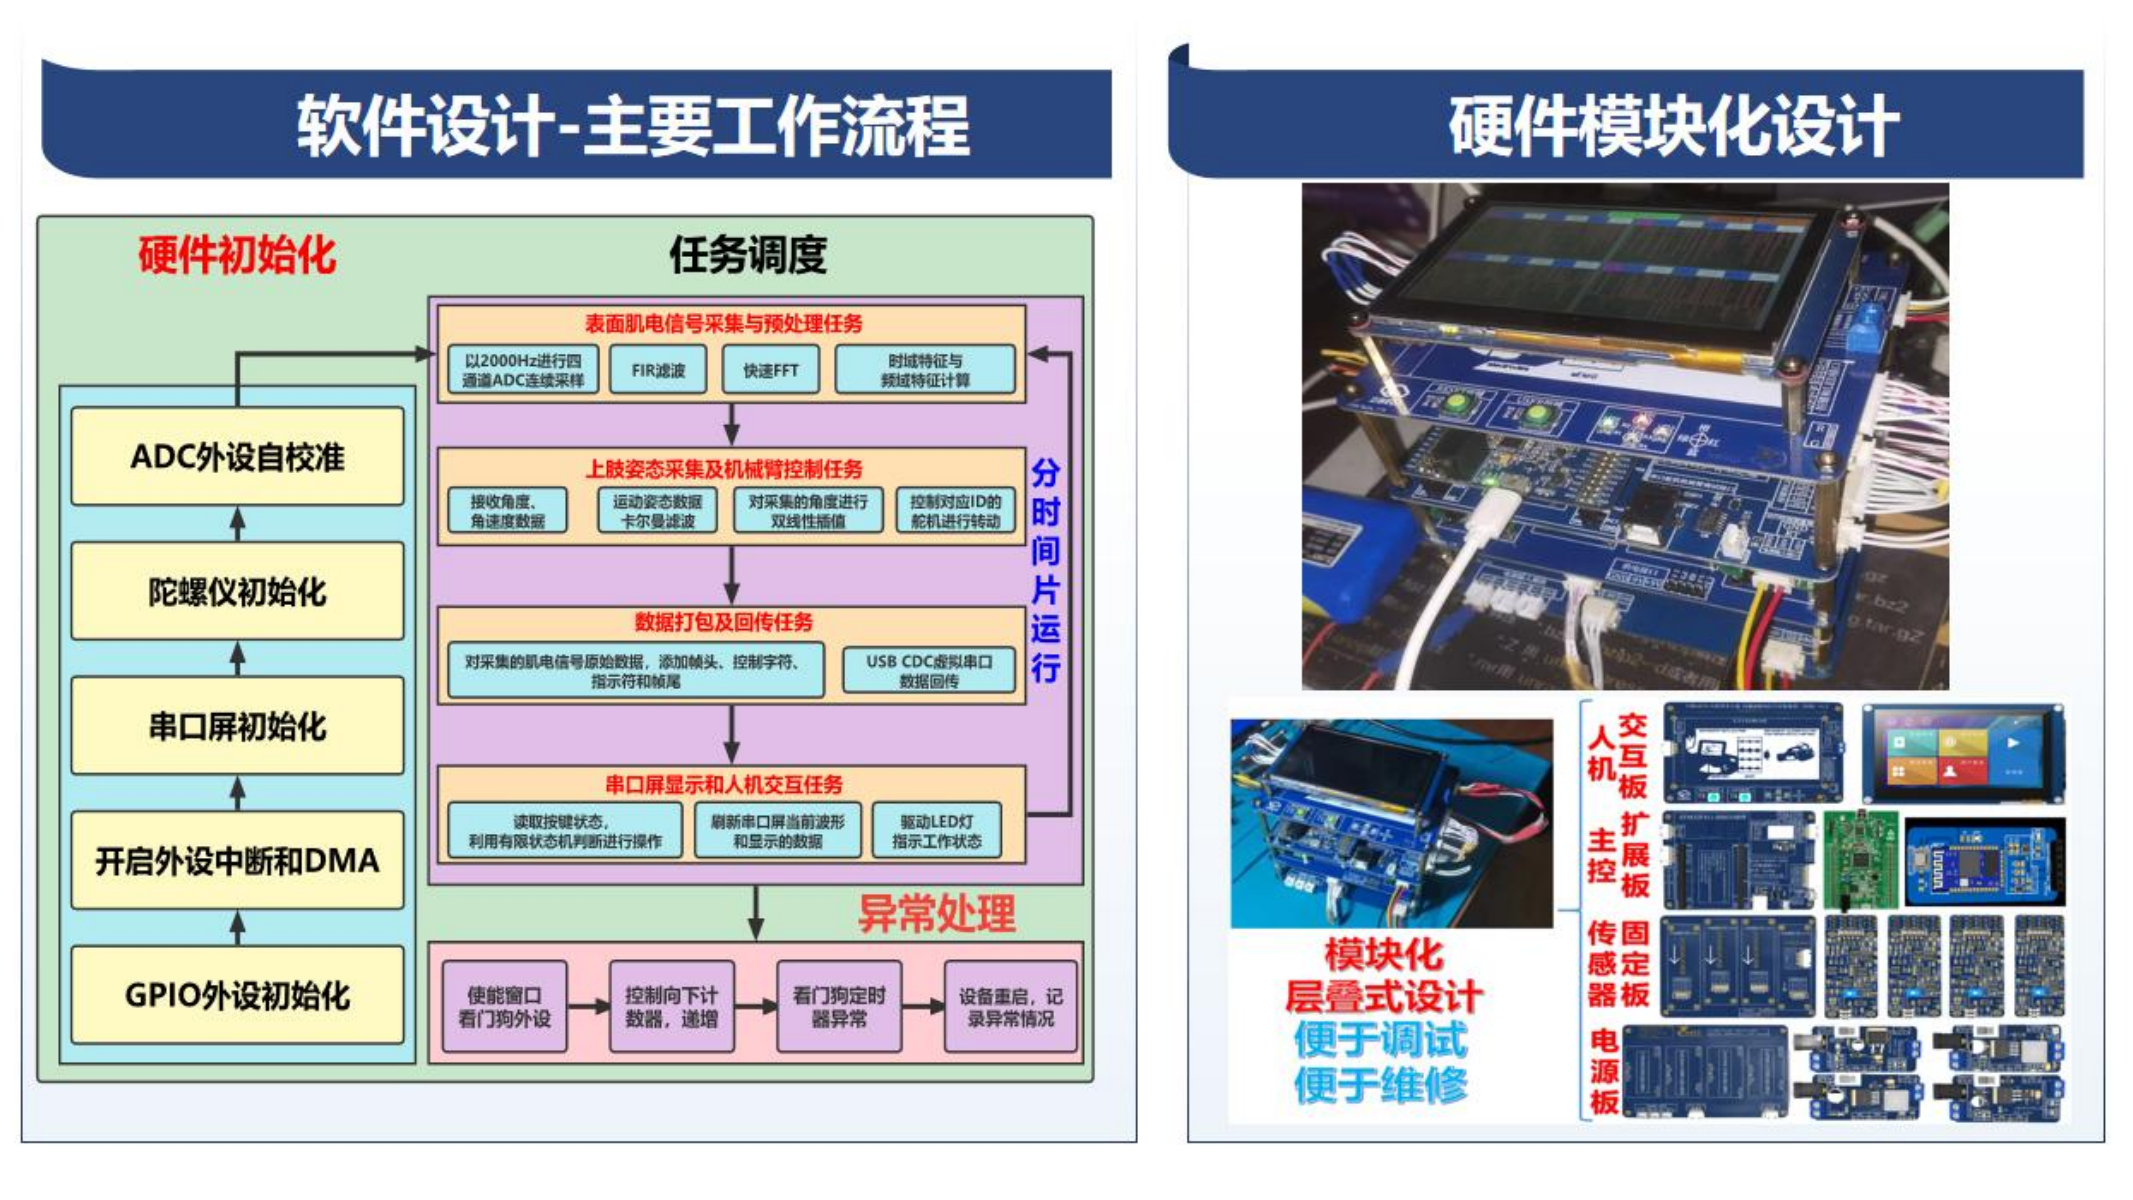 软件设计-主要工作流程
硬件初始化
ADC外设自校准
陀螺仪初始化
串口屏初始化
开启外设中断和DMA
GPIO外设初始化
任务调度
表面肌电信号采集与预处理任务
以2000Hz进行四
通道ADC连续采样
FIR滤波
快速FFT
时域特征与
频域特征计算
上肢姿态采集及机械臂控制任务
接收角度、
角速度数据
运动姿态数据
卡尔曼滤波
对采集的角度进行
双线性插值
控制对应ID的
舵机进行转动
数据打包及回传任务
对采集的肌电信号原始数据，添加帧头、控制字符、
指示符和帧尾
USB CDC虚拟串口
数据回传
串口屏显示和人机交互任务
读取按键状态，
利用有限状态机判断进行操作
刷新串口屏当前波形
和显示的数据
驱动LED灯
指示工作状态
分时间片运行
异常处理
使能窗口
看门狗外设
控制向下计
数器，递增
看门狗定时
器异常
设备重启，记
录异常情况
硬件模块化设计
模块化
层叠式设计
便于调试
便于维修
人机交互板
主控扩展板
传感器固定板
电源板